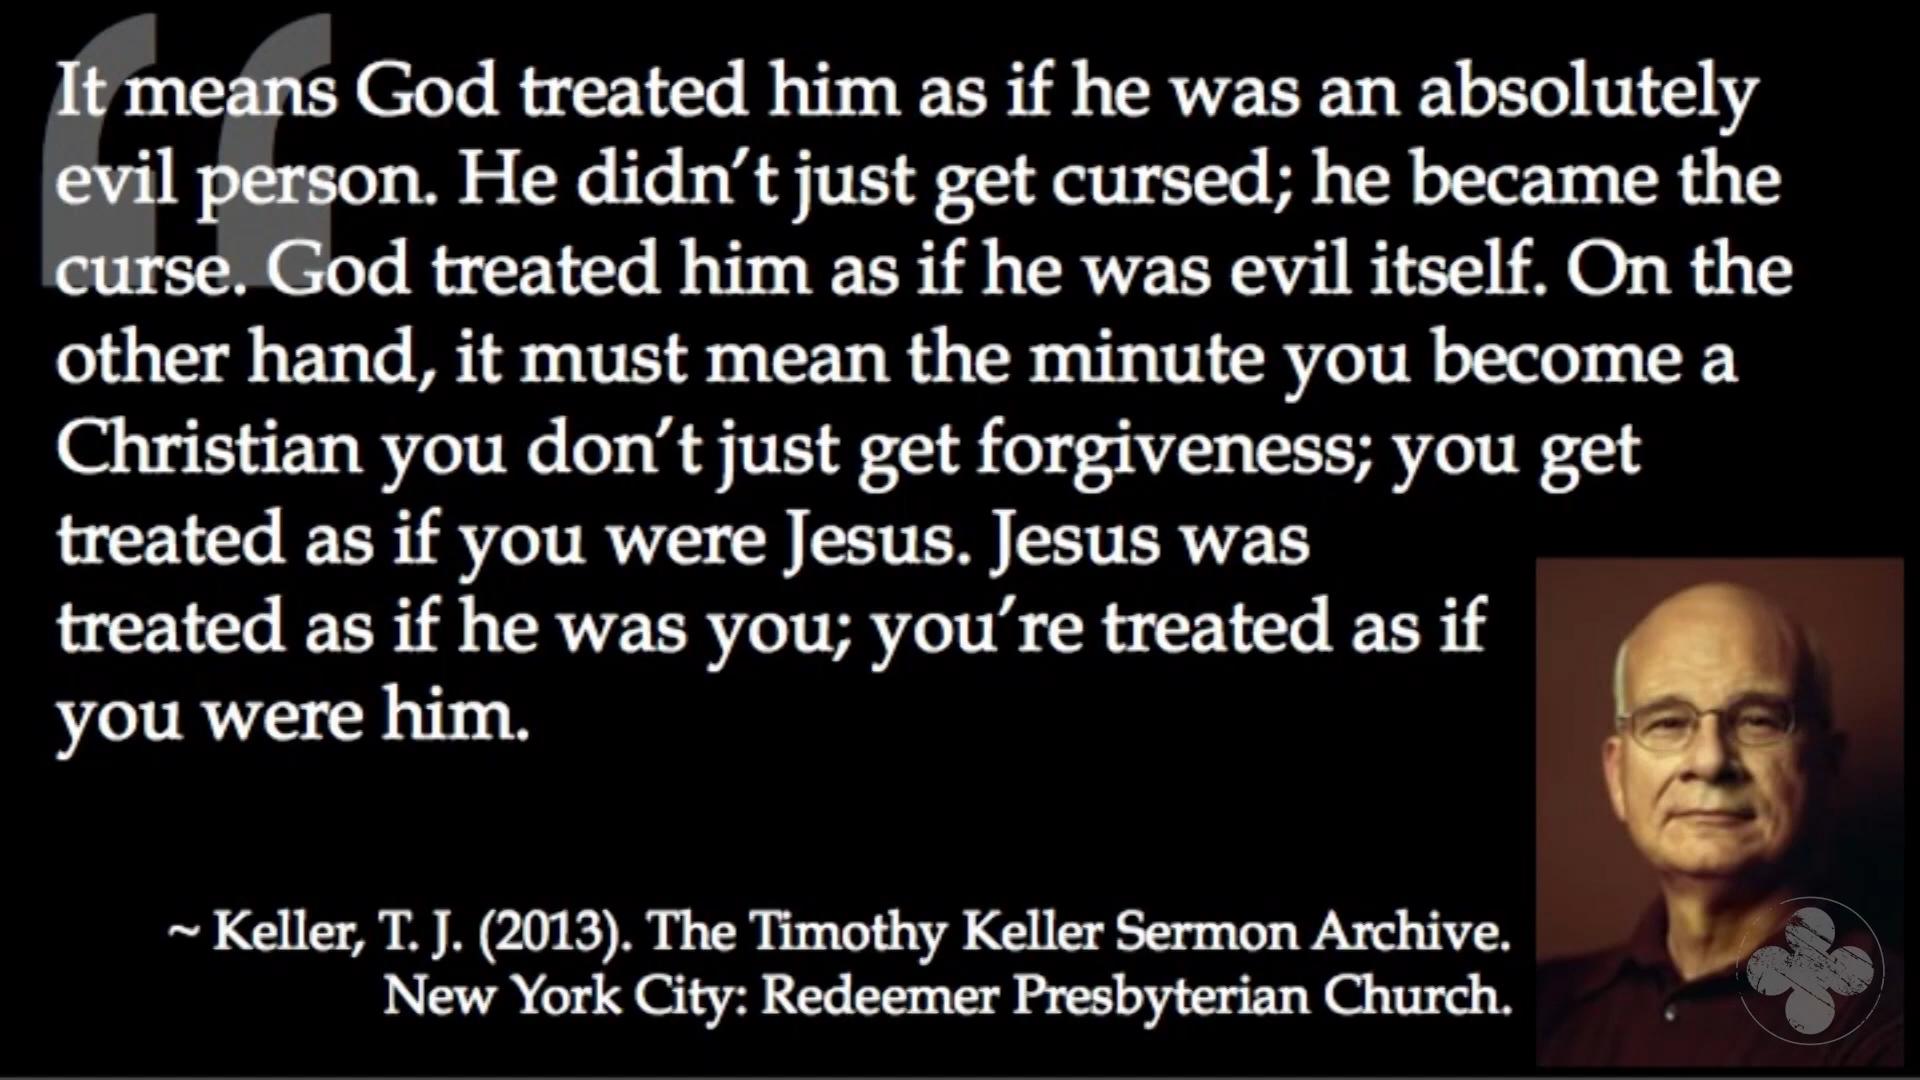 It means God treated him as if he was an absolutely
evil person. He didn't just get cursed; he became the
curse. God treated him as if he was evil itself. On the
other hand, it must mean the minute you become a
Christian you don't just get forgiveness; you get
treated as if you were Jesus. Jesus was
treated as if he was you; you're treated as if
you were him.
~ Keller, T. J. (2013). The Timothy Keller Sermon Archive.
New York City: Redeemer Presbyterian Church.